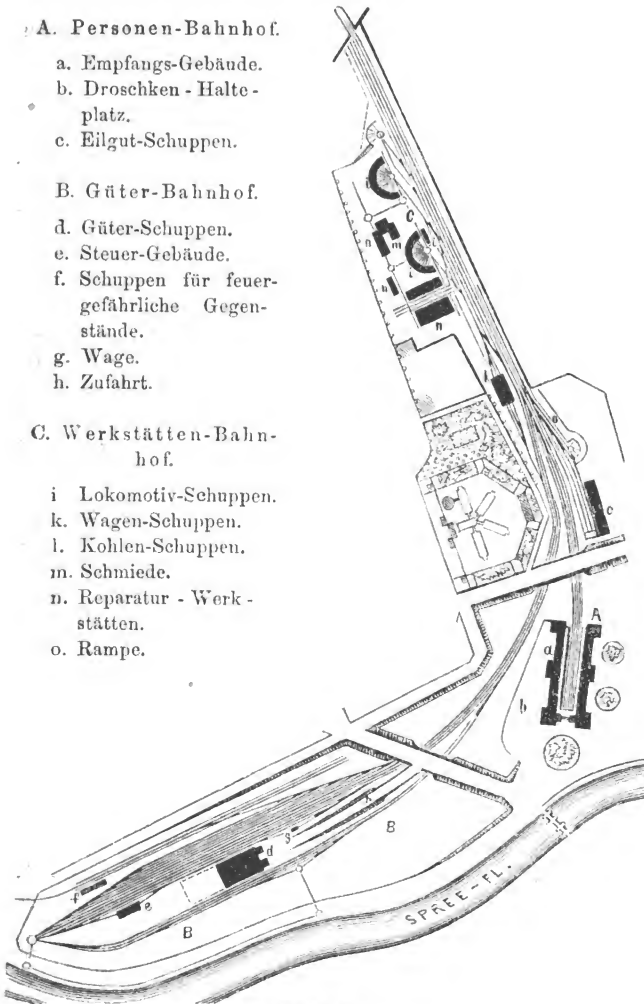 A. Personen-Bahnhof.
a. Empfangs-Gebäude.
b. Droschken - Halte -
platz.
c. Eilgut-Schuppen.
B. Güter-Bahnhof.
d. Güter-Schuppen.
e. Steuer-Gebäude.
f. Schuppen für feuer-
gefährliche Gegen-
stände.
g. Wage.
h. Zufahrt.
C. Werkstätten-Bahn-
hof.
i Lokomotiv-Schuppen.
k. Wagen-Schuppen.
l. Kohlen-Schuppen.
m. Schmiede.
n. Reparatur - Werk -
stätten.
o. Rampe.
i
C
n
m
l
i
n
n
o
c
A
a
b
k
g
B
d
f
e
B
SPREE-FL.